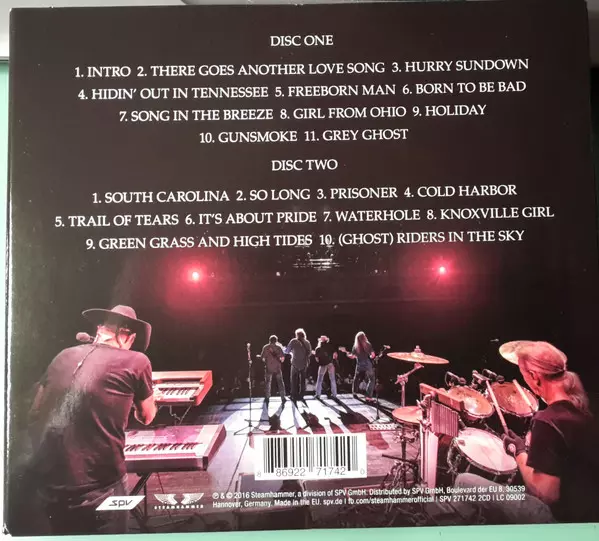 DISC ONE
1. INTRO 2. THERE GOES ANOTHER LOVE SONG 3. HURRY SUNDOWN
4. HIDIN' OUT IN TENNESSEE 5. FREEBORN MAN 6. BORN TO BE BAD
7. SONG IN THE BREEZE 8. GIRL FROM OHIO 9. HOLIDAY
10. GUNSMOKE 11. GREY GHOST
DISC TWO
1. SOUTH CAROLINA 2. SO LONG 3. PRISONER 4. COLD HARBOR
5. TRAIL OF TEARS 6. IT'S ABOUT PRIDE 7. WATERHOLE 8. KNOXVILLE GIRL
9. GREEN GRASS AND HIGH TIDES 10. (GHOST) RIDERS IN THE SKY
8 86922 71742 0
spv STEAMHAMMER
℗ & © 2016 Steamhammer, a division of SPV GmbH. Distributed by SPV GmbH, Boulevard der EU 8, 30539
Hannover, Germany. Made in the EU. spv.de | fb.com/steamhammerofficial | SPV 271742 2CD | LC 09002